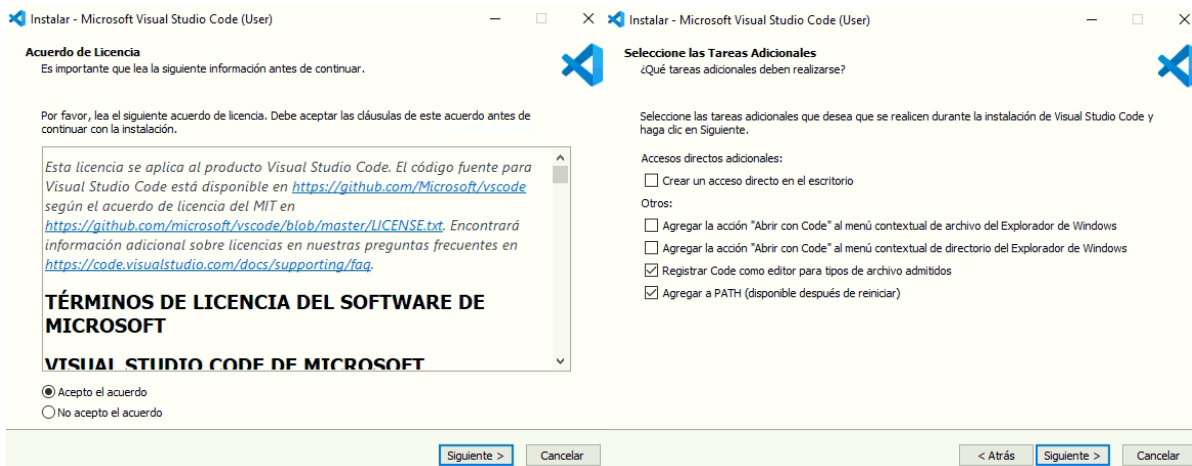 Instalar - Microsoft Visual Studio Code (User)
Acuerdo de Licencia
Es importante que lea la siguiente información antes de continuar.
Por favor, lea el siguiente acuerdo de licencia. Debe aceptar las cláusulas de este acuerdo antes de
continuar con la instalación.
Esta licencia se aplica al producto Visual Studio Code. El código fuente para
Visual Studio Code está disponible en https://github.com/Microsoft/vscode
según el acuerdo de licencia del MIT en
https://github.com/microsoft/vscode/blob/master/LICENSE.txt. Encontrará
información adicional sobre licencias en nuestras preguntas frecuentes en
https://code.visualstudio.com/docs/supporting/faq.
TÉRMINOS DE LICENCIA DEL SOFTWARE DE
MICROSOFT
VISUAL STUDIO CODE DE MICROSOFT
Acepto el acuerdo
No acepto el acuerdo
Siguiente >
Cancelar
Instalar - Microsoft Visual Studio Code (User)
Seleccione las Tareas Adicionales
¿Qué tareas adicionales deben realizarse?
Seleccione las tareas adicionales que desea que se realicen durante la instalación de Visual Studio Code y
haga clic en Siguiente.
Accesos directos adicionales:
Crear un acceso directo en el escritorio
Otros:
Agregar la acción "Abrir con Code" al menú contextual de archivo del Explorador de Windows
Agregar la acción "Abrir con Code" al menú contextual de directorio del Explorador de Windows
Registrar Code como editor para tipos de archivo admitidos
Agregar a PATH (disponible después de reiniciar)
< Atrás
Siguiente >
Cancelar